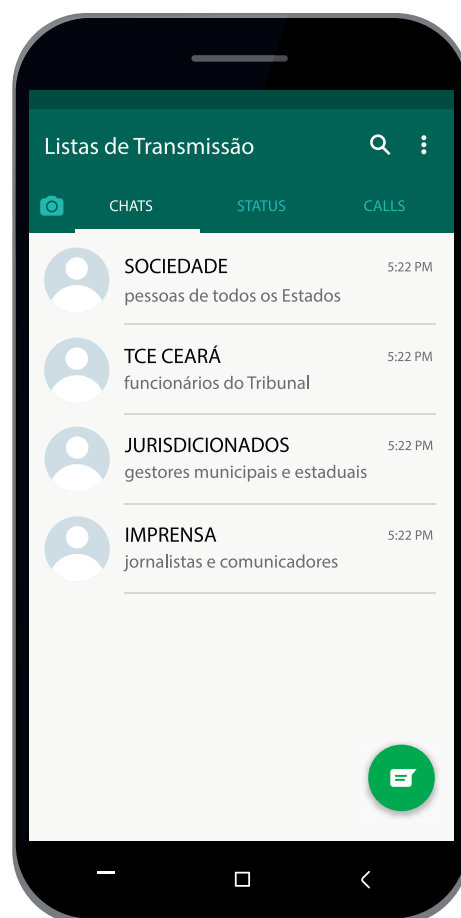 Listas de Transmissão
CHATS STATUS CALLS
SOCIEDADE 5:22 PM
pessoas de todos os Estados
TCE CEARÁ 5:22 PM
funcionários do Tribunal
JURISDICIONADOS 5:22 PM
gestores municipais e estaduais
IMPRENSA 5:22 PM
jornalistas e comunicadores